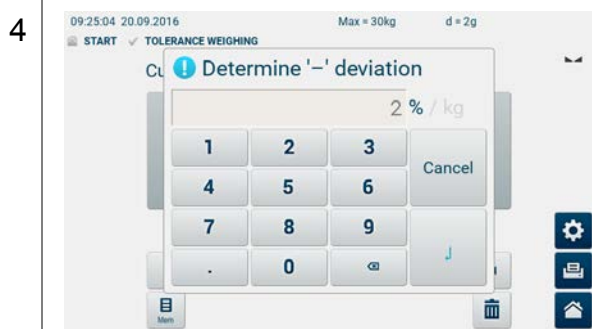 4
09:25:04 20.09.2016 Max = 30kg d = 2g
START TOLERANCE WEIGHING
Determine '–' deviation
2 % / kg
1 2 3
Cancel
4 5 6
7 8 9
. 0
Mem